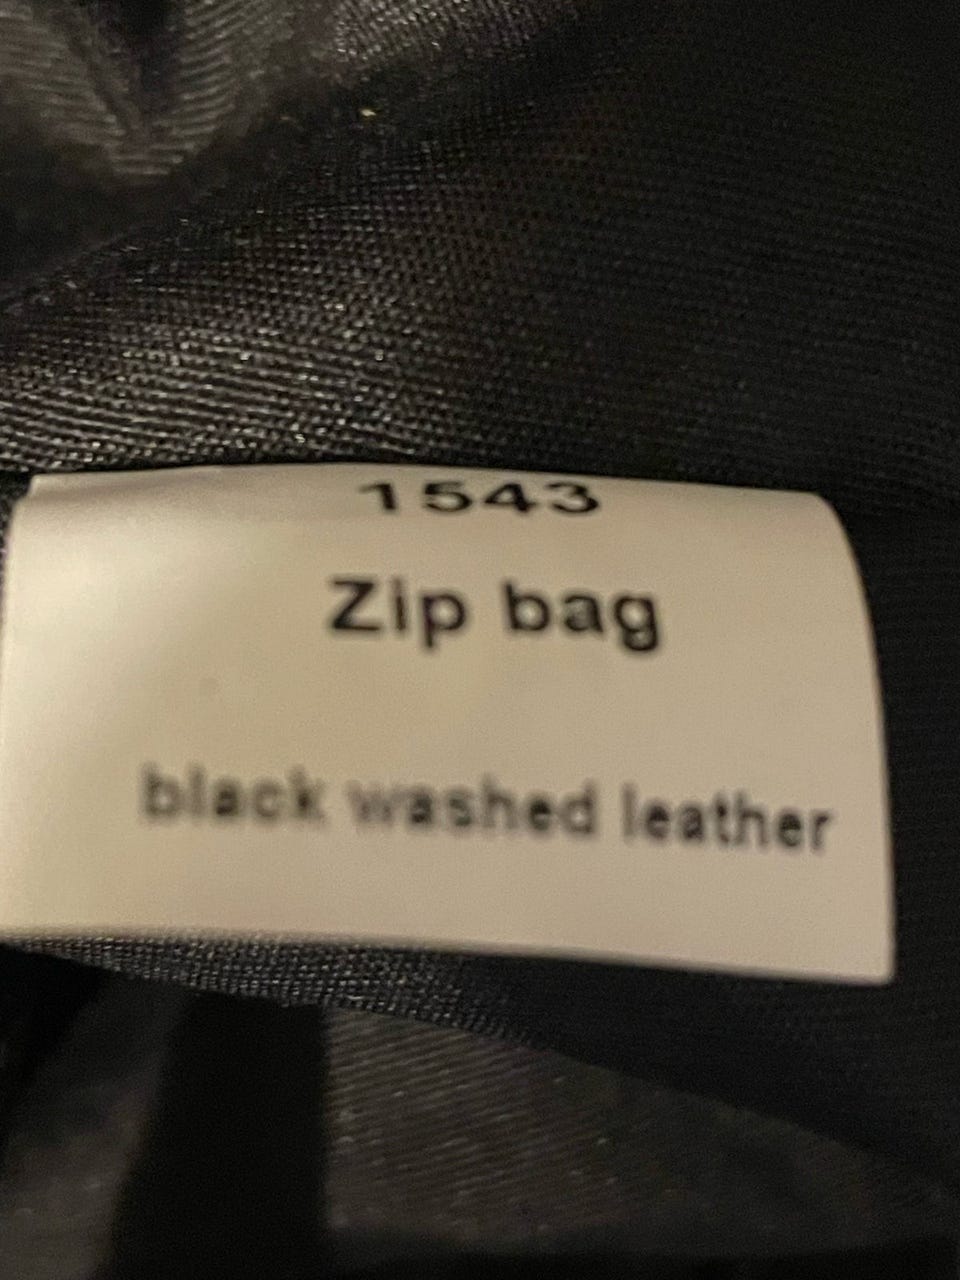 1543
Zip bag
black washed leather